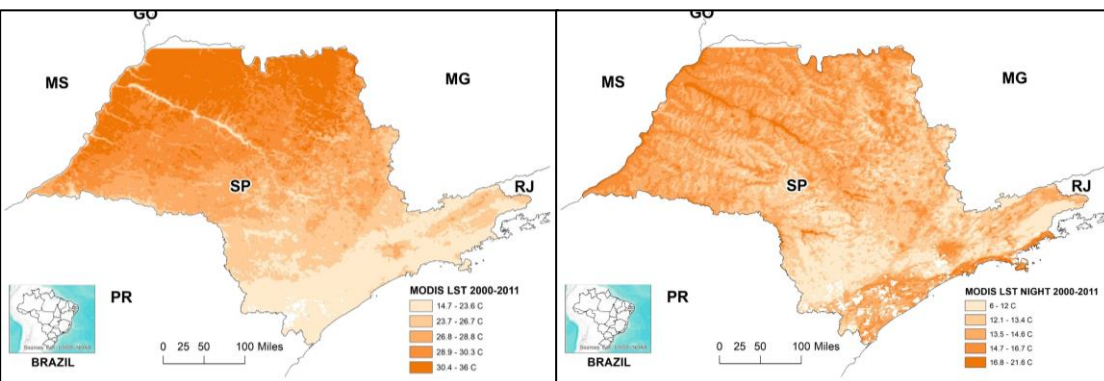 GO
MS
MG
SP
RJ
PR
MODIS LST 2000-2011
14.7 - 23.6 C
23.7 - 26.7 C
26.8 - 28.8 C
28.9 - 30.3 C
30.4 - 36 C
BRAZIL
0 25 50 100 Miles
GO
MS
MG
SP
RJ
PR
MODIS LST NIGHT 2000-2011
6 - 12 C
12.1 - 13.4 C
13.5 - 14.6 C
14.7 - 16.7 C
16.8 - 21.6 C
BRAZIL
0 25 50 100 Miles